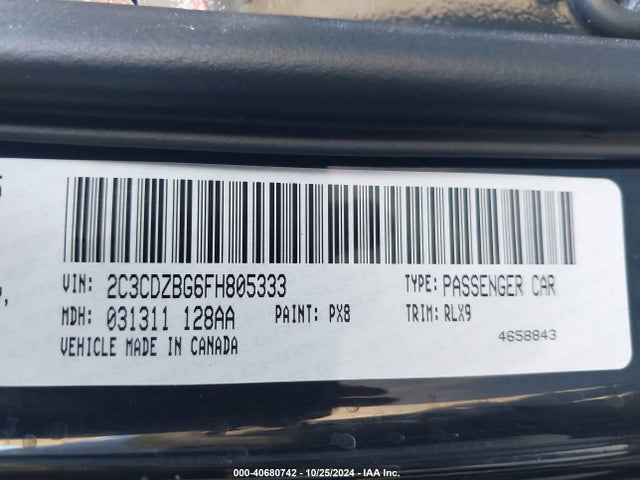 VIN: 2C3CDZBG6FH805333 TYPE: PASSENGER CAR
MDH: 031311 128AA PAINT: PX8 TRIM: RLX9
VEHICLE MADE IN CANADA 4658843
000-40680742 - 10/25/2024 - IAA Inc.